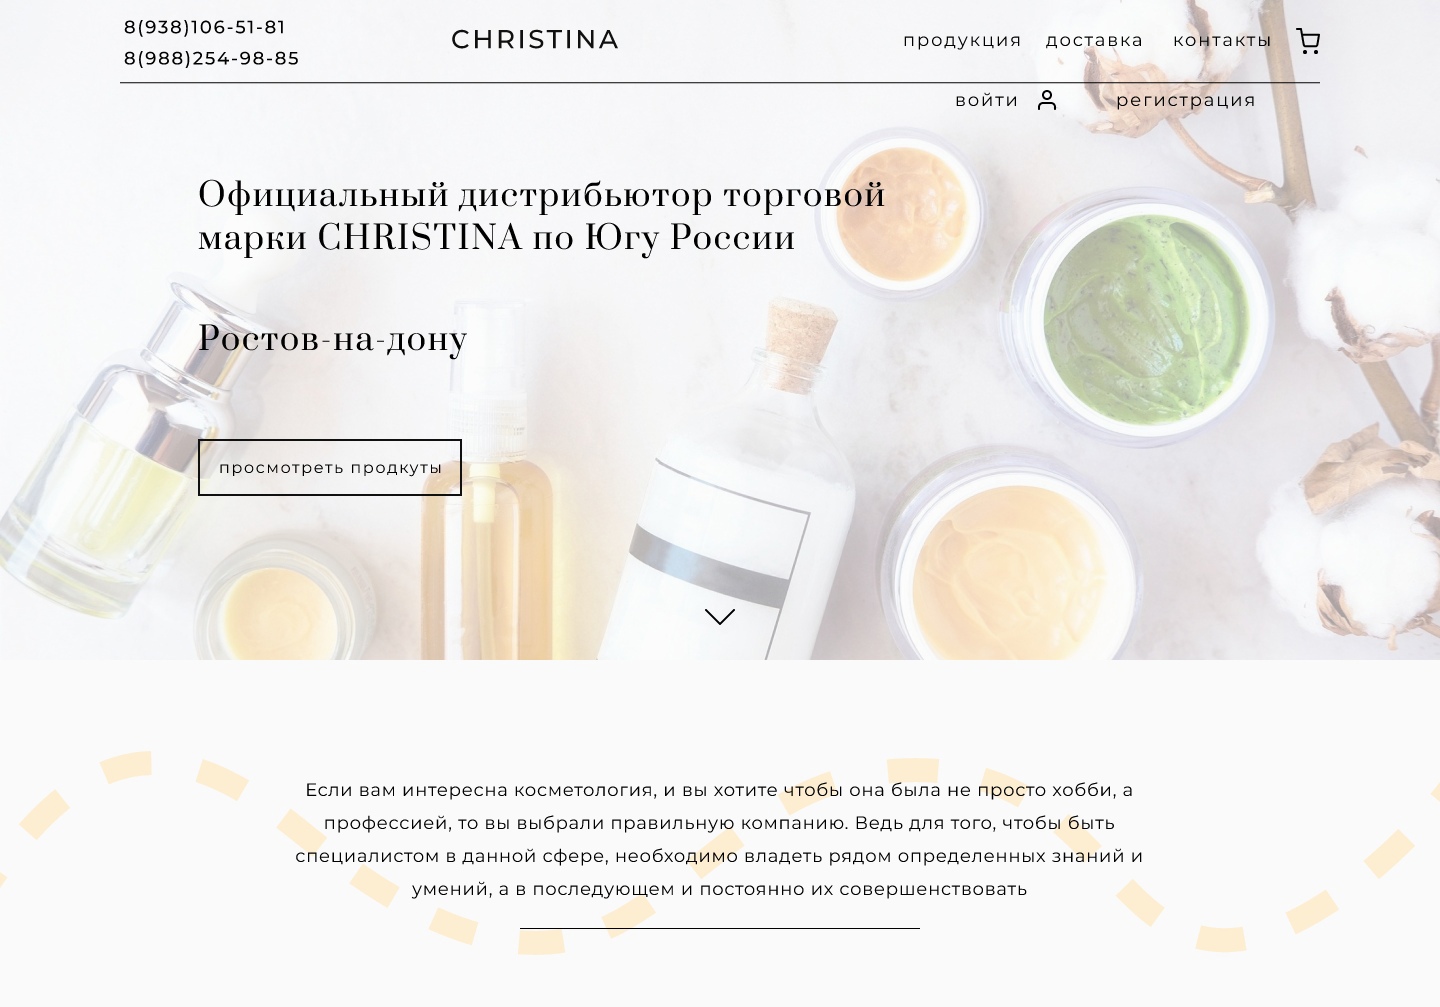 8(938)106-51-81
8(988)254-98-85
CHRISTINA
продукция доставка контакты
войти регистрация
Официальный дистрибьютор торговой
марки CHRISTINA по Югу России
Ростов-на-дону
просмотреть продкуты
Если вам интересна косметология, и вы хотите чтобы она была не просто хобби, а
профессией, то вы выбрали правильную компанию. Ведь для того, чтобы быть
специалистом в данной сфере, необходимо владеть рядом определенных знаний и
умений, а в последующем и постоянно их совершенствовать